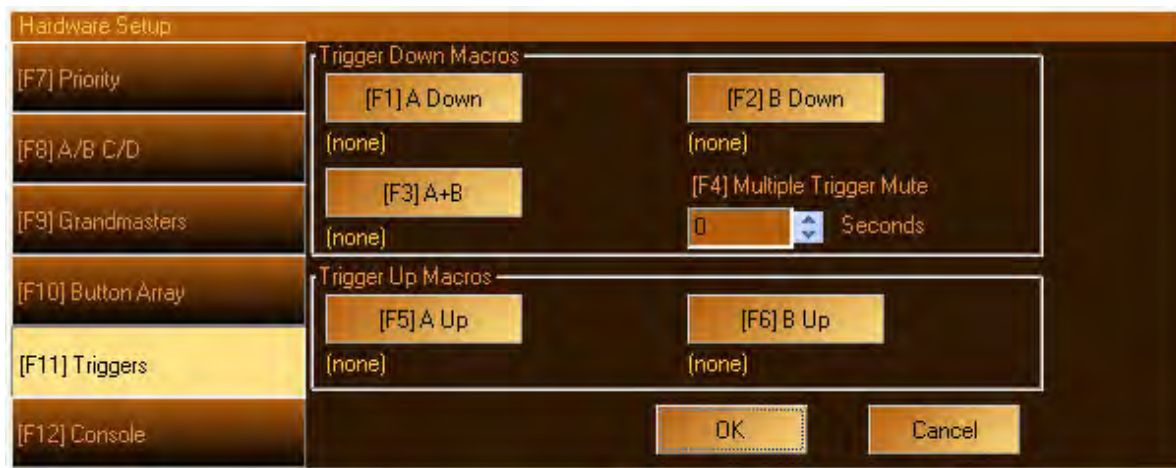 Hardware Setup
[F7] Priority
[F8] A/B C/D
[F9] Grandmasters
[F10] Button Array
[F11] Triggers
[F12] Console
Trigger Down Macros
[F1] A Down
(none)
[F2] B Down
(none)
[F3] A+B
(none)
[F4] Multiple Trigger Mute
0 Seconds
Trigger Up Macros
[F5] A Up
(none)
[F6] B Up
(none)
OK
Cancel